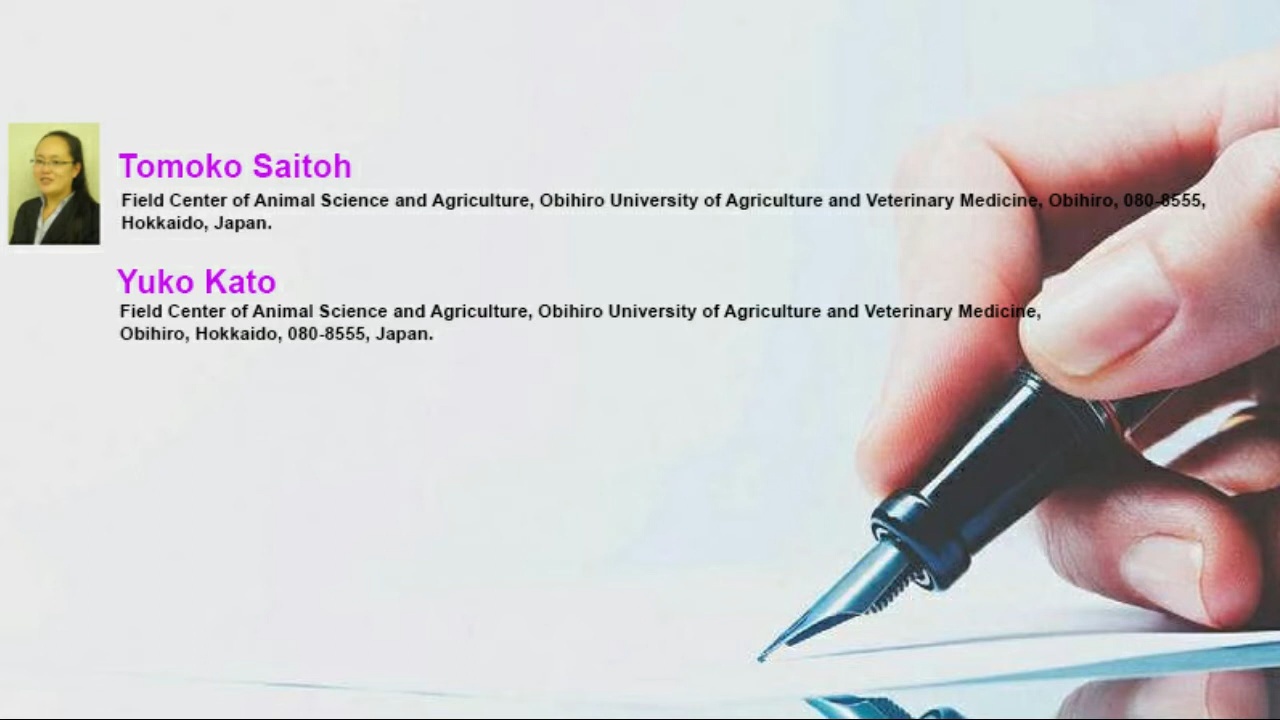 Tomoko Saitoh
Field Center of Animal Science and Agriculture, Obihiro University of Agriculture and Veterinary Medicine, Obihiro, 080-8555,
Hokkaido, Japan.
Yuko Kato
Field Center of Animal Science and Agriculture, Obihiro University of Agriculture and Veterinary Medicine,
Obihiro, Hokkaido, 080-8555, Japan.